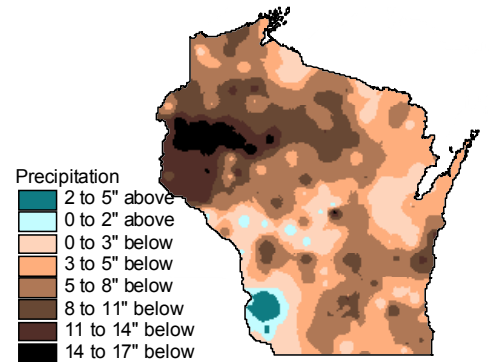 Precipitation
2 to 5" above
0 to 2" above
0 to 3" below
3 to 5" below
5 to 8" below
8 to 11" below
11 to 14" below
14 to 17" below